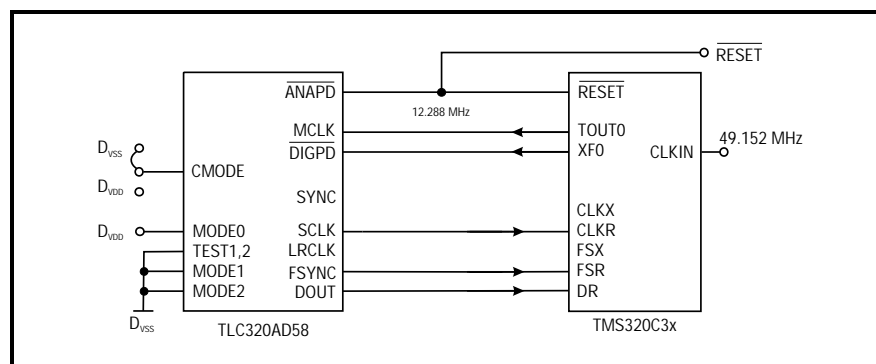 RESET
ANAPD RESET
12.288 MHz
MCLK TOUT0
49.152 MHz
DVSS DIGPD XF0 CLKIN
CMODE
DVDD
SYNC
CLKX
DVDD MODE0 SCLK CLKR
TEST1,2 LRCLK FSX
MODE1 FSYNC FSR
MODE2 DOUT DR
DVSS
TLC320AD58 TMS320C3x